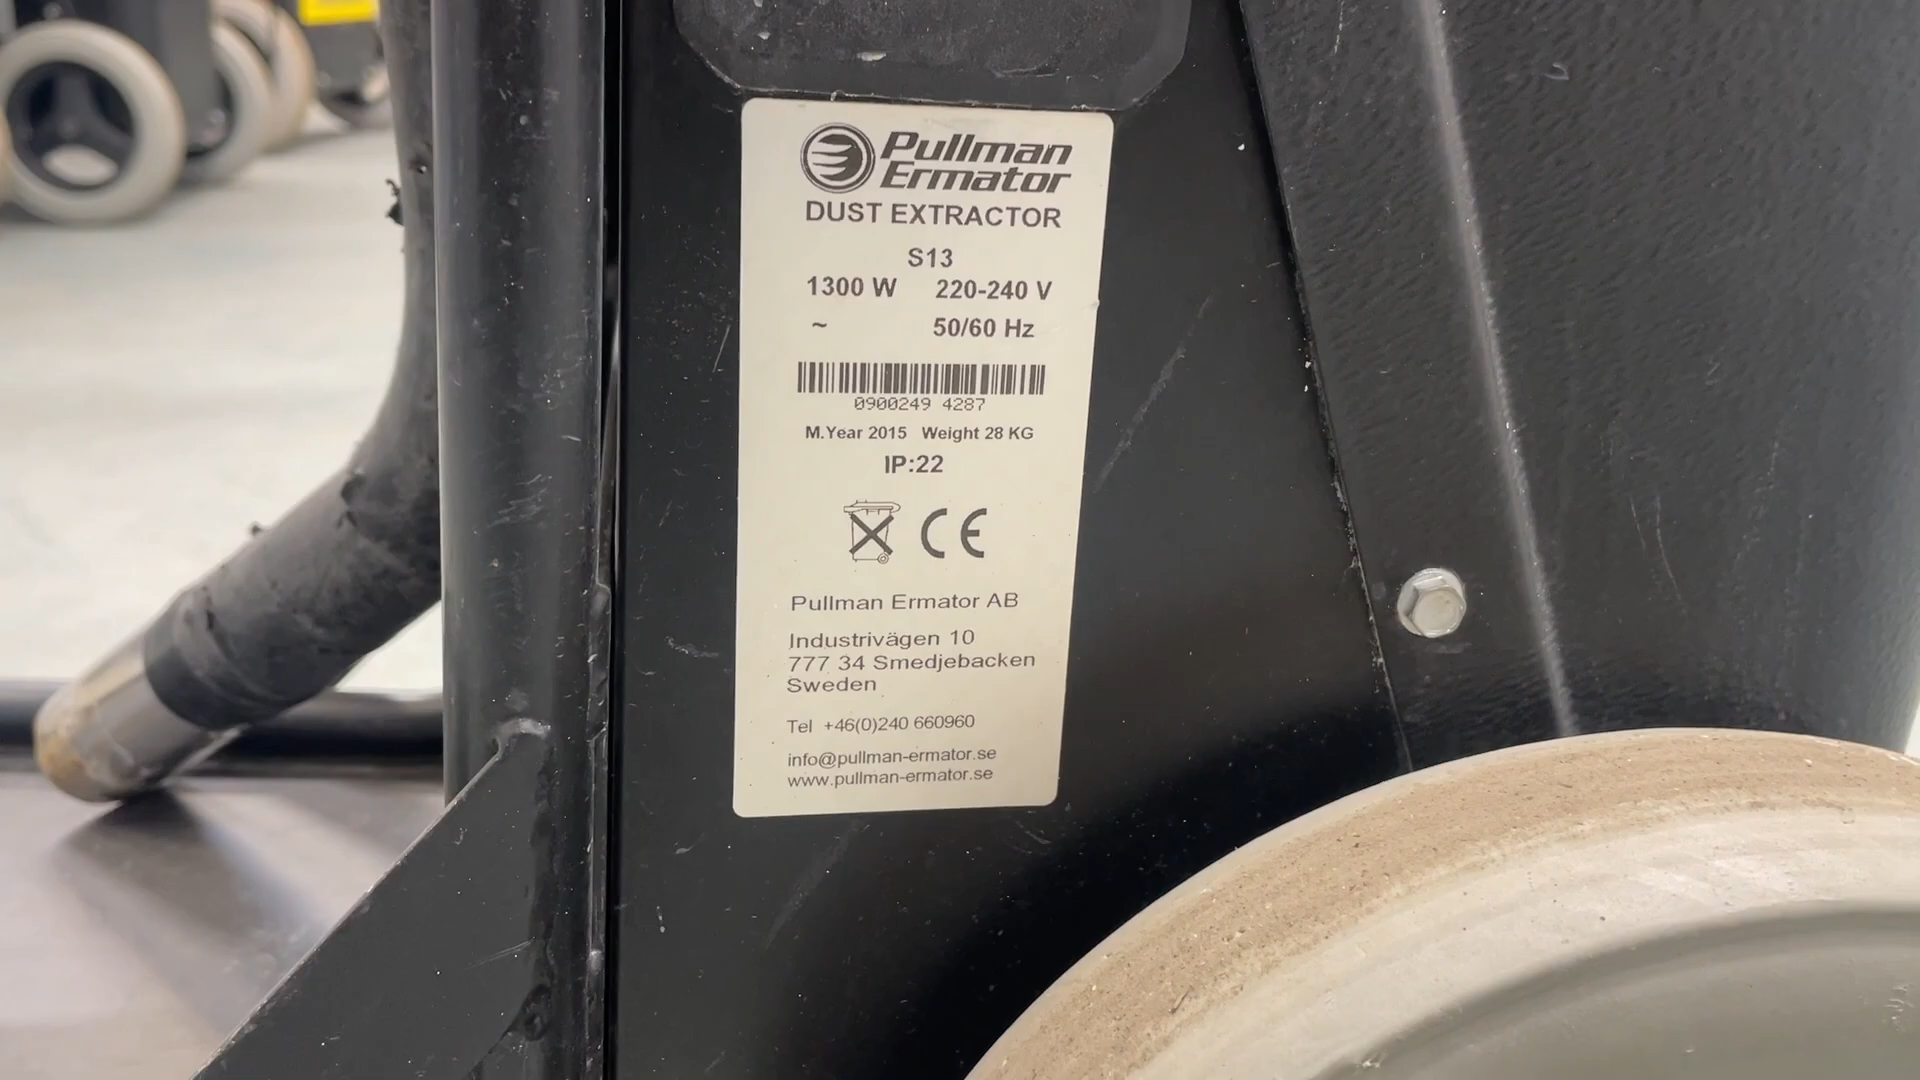 Pullman
Ermator
DUST EXTRACTOR
S13
1300 W 220-240 V
~ 50/60 Hz
0900249 4287
M.Year 2015 Weight 28 KG
IP:22
CE
Pullman Ermator AB
Industrivägen 10
777 34 Smedjebacken
Sweden
Tel +46(0)240 660960
info@pullman-ermator.se
www.pullman-ermator.se